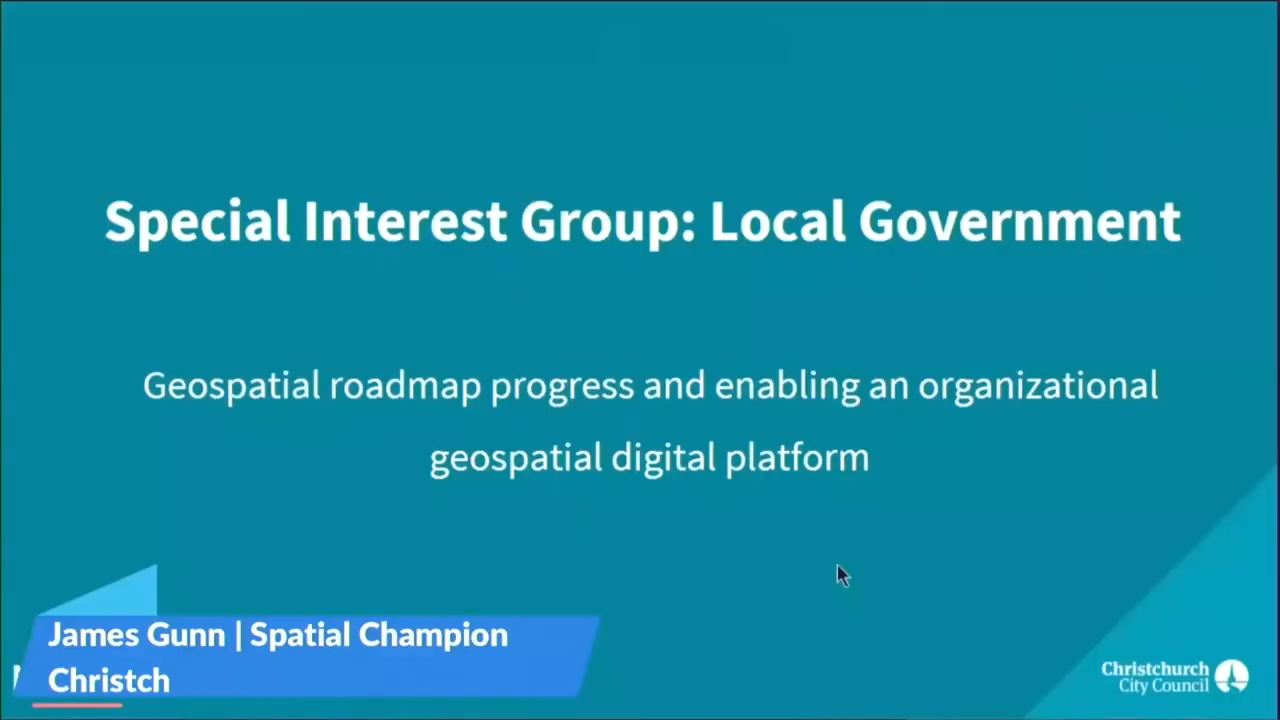 Special Interest Group: Local Government
Geospatial roadmap progress and enabling an organizational
geospatial digital platform
James Gunn | Spatial Champion
Christch
Christchurch
City Council